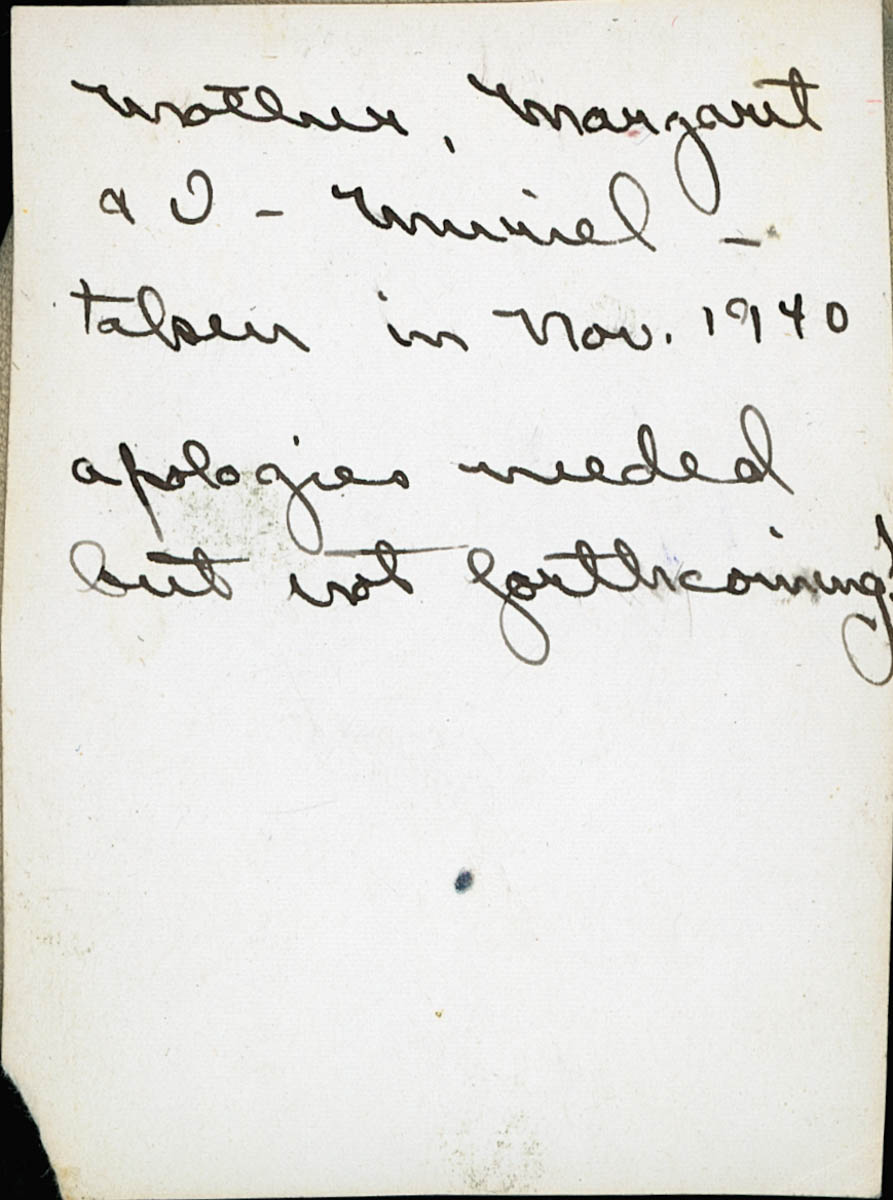 Mother, Margaret
& I - Muriel -
taken in Nov. 1940
apologies needed
but not forthcoming!